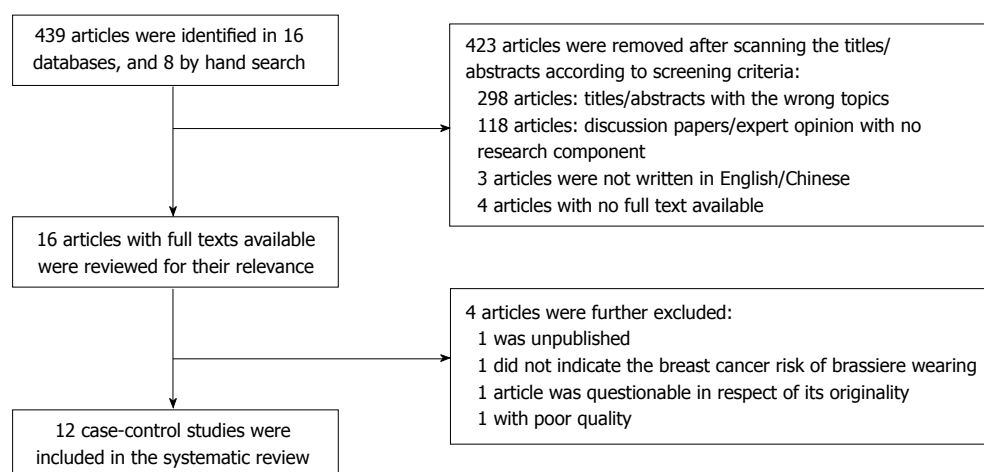 439 articles were identified in 16
databases, and 8 by hand search
423 articles were removed after scanning the titles/
abstracts according to screening criteria:
298 articles: titles/abstracts with the wrong topics
118 articles: discussion papers/expert opinion with no
research component
3 articles were not written in English/Chinese
4 articles with no full text available
16 articles with full texts available
were reviewed for their relevance
4 articles were further excluded:
1 was unpublished
1 did not indicate the breast cancer risk of brassiere wearing
1 article was questionable in respect of its originality
1 with poor quality
12 case-control studies were
included in the systematic review